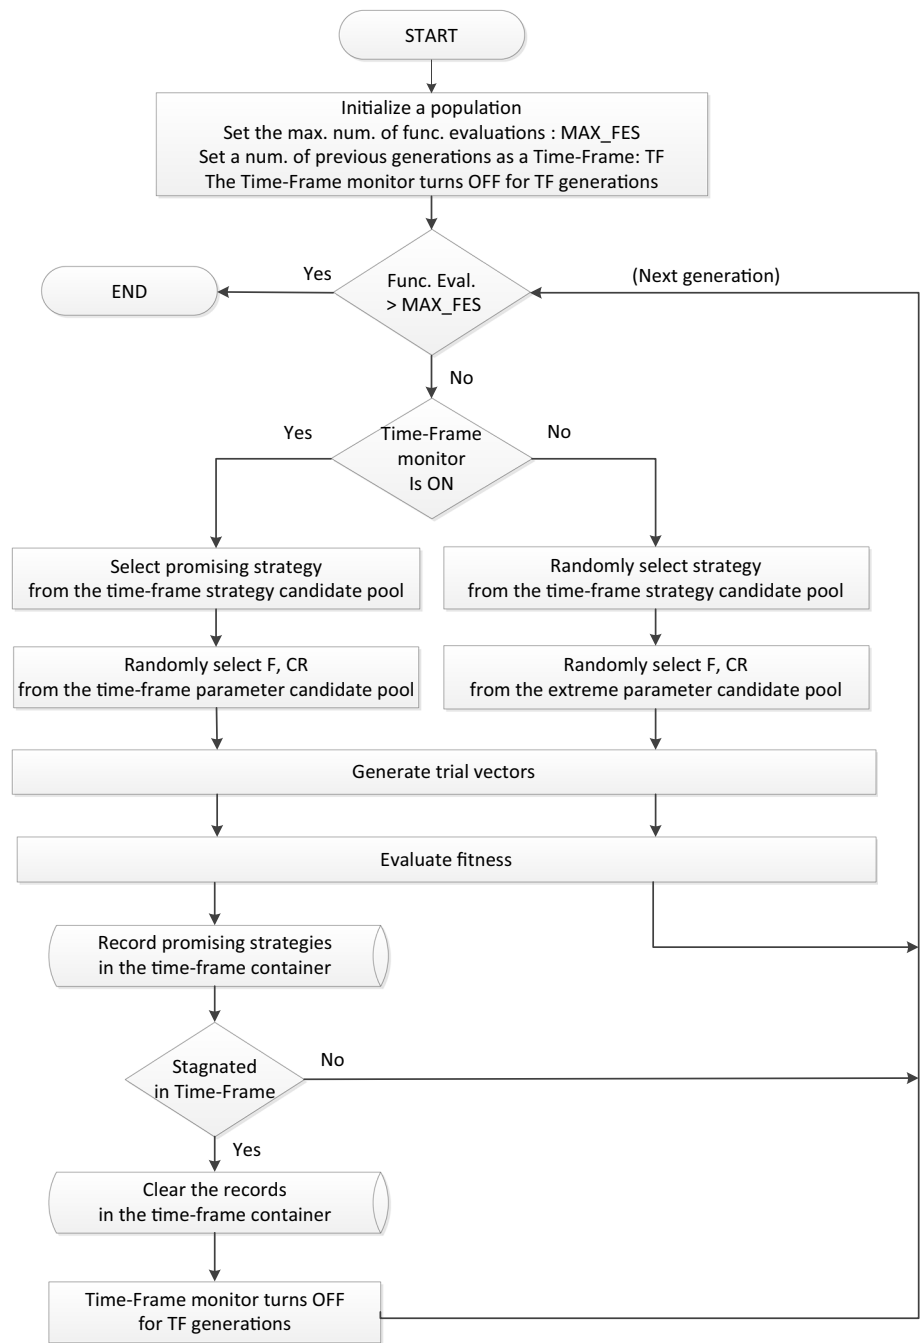 START
Initialize a population
Set the max. num. of func. evaluations : MAX_FES
Set a num. of previous generations as a Time-Frame: TF
The Time-Frame monitor turns OFF for TF generations
Yes
(Next generation)
END
Func. Eval.
> MAX_FES
No
Yes
No
Time-Frame
monitor
Is ON
Select promising strategy
from the time-frame strategy candidate pool
Randomly select strategy
from the time-frame strategy candidate pool
Randomly select F, CR
from the time-frame parameter candidate pool
Randomly select F, CR
from the extreme parameter candidate pool
Generate trial vectors
Evaluate fitness
Record promising strategies
in the time-frame container
Stagnated
in Time-Frame
No
Yes
Clear the records
in the time-frame container
Time-Frame monitor turns OFF
for TF generations